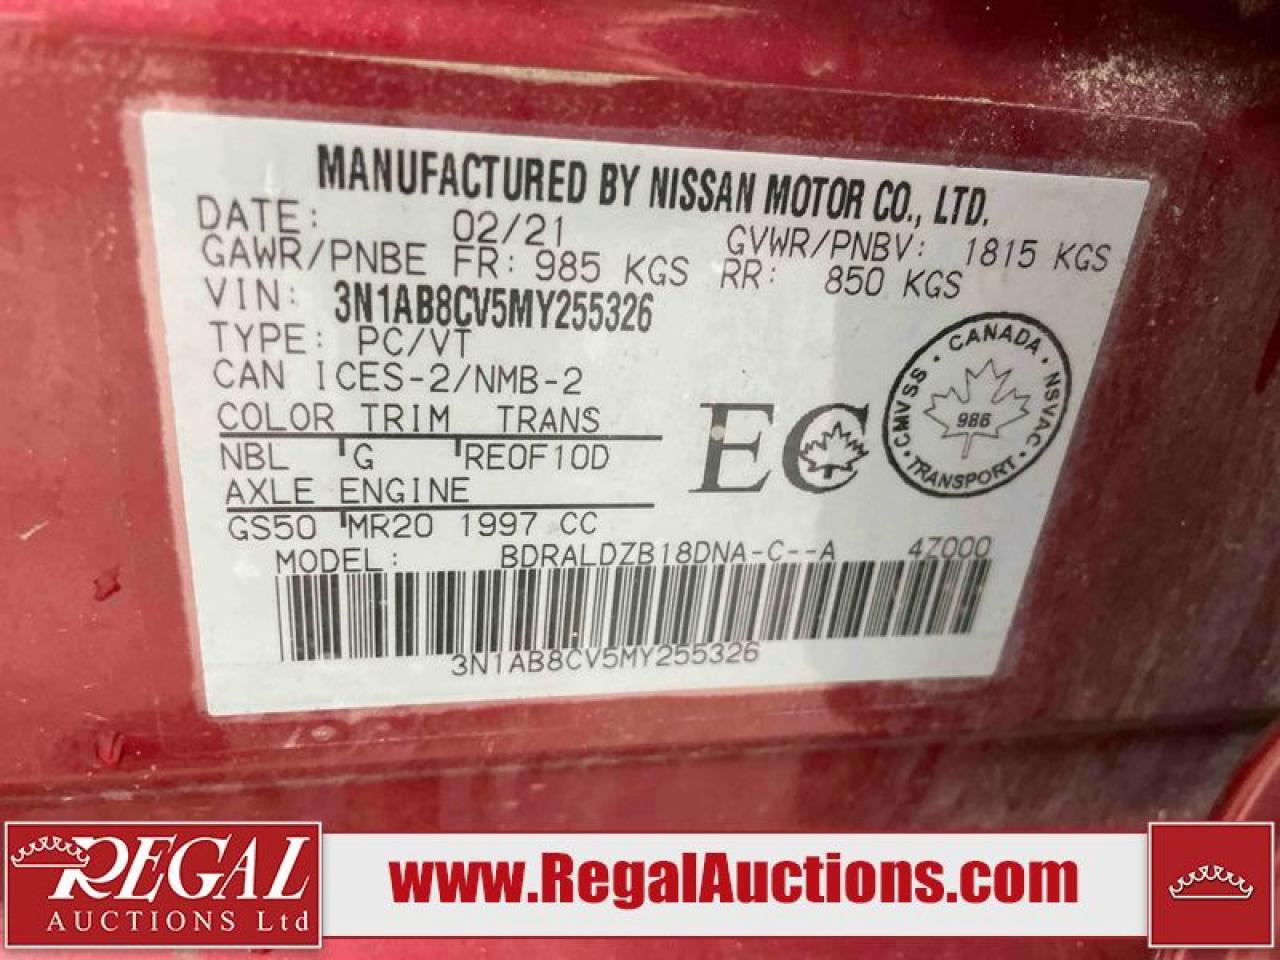 MANUFACTURED BY NISSAN MOTOR CO., LTD.
DATE: 02/21 GVWR/PNBV: 1815 KGS
GAWR/PNBE FR: 985 KGS RR: 850 KGS
VIN: 3N1AB8CV5MY255326
TYPE: PC/VT
CAN ICES-2/NMB-2
COLOR TRIM TRANS
NBL G RE0F10D
AXLE ENGINE
GS50 MR20 1997 CC
MODEL: BDRALDZB18DNA-C--A 47000
3N1AB8CV5MY255326
EC
CMVSS · CANADA · NSVAC · TRANSPORT ·
986
REGAL
AUCTIONS Ltd
www.RegalAuctions.com